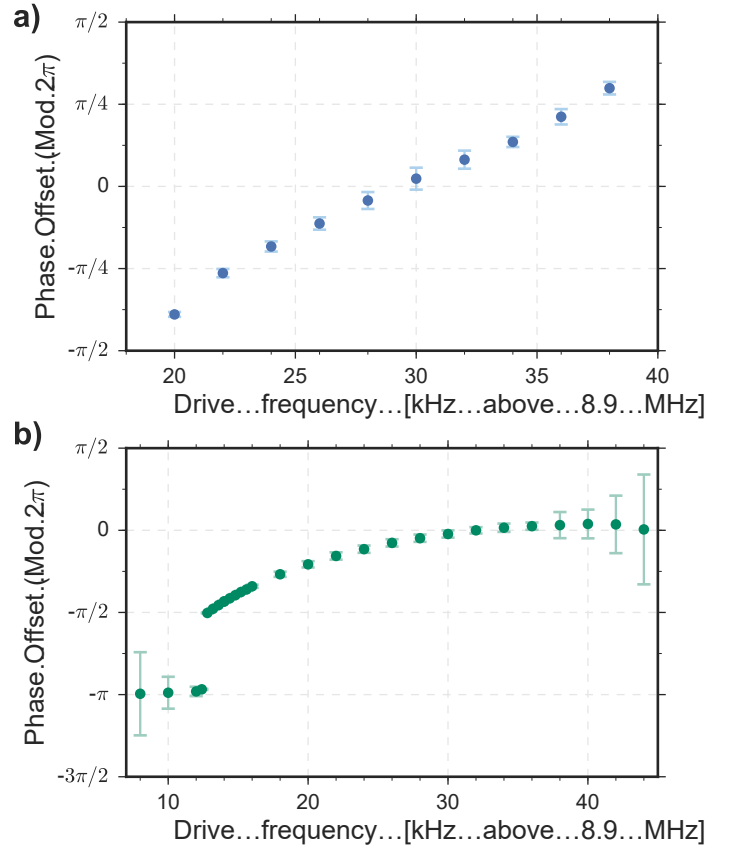 a)
π/2
π/4
0
-π/4
-π/2
Phase.Offset.(Mod.2π)
20 25 30 35 40
Drive…frequency…[kHz…above…8.9…MHz]
b)
π/2
0
-π/2
-π
-3π/2
Phase.Offset.(Mod.2π)
10 20 30 40
Drive…frequency…[kHz…above…8.9…MHz]